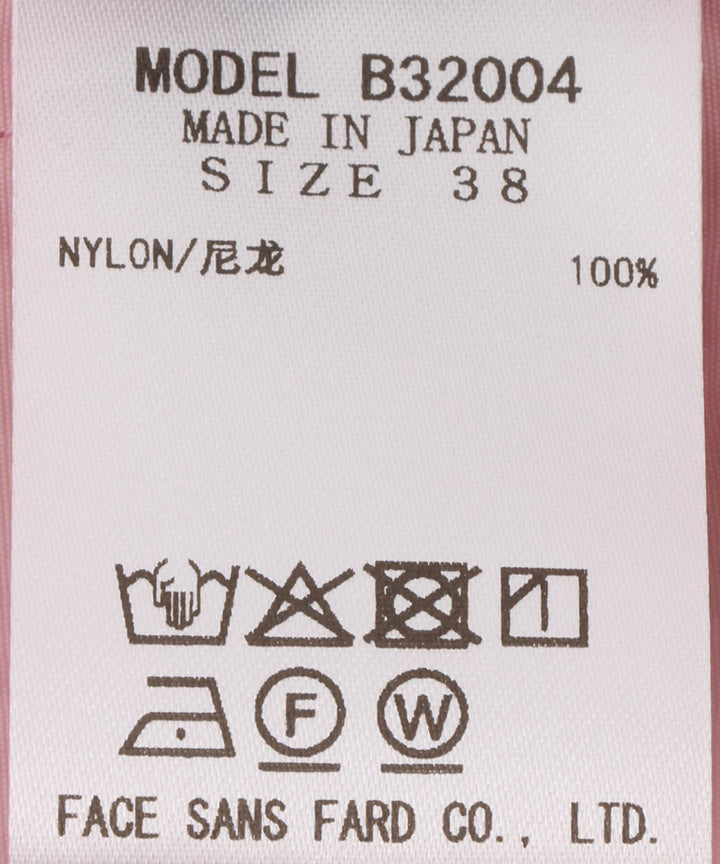 MODEL B32004
MADE IN JAPAN
SIZE 38
NYLON/尼龙 100%
F W
FACE SANS FARD CO., LTD.